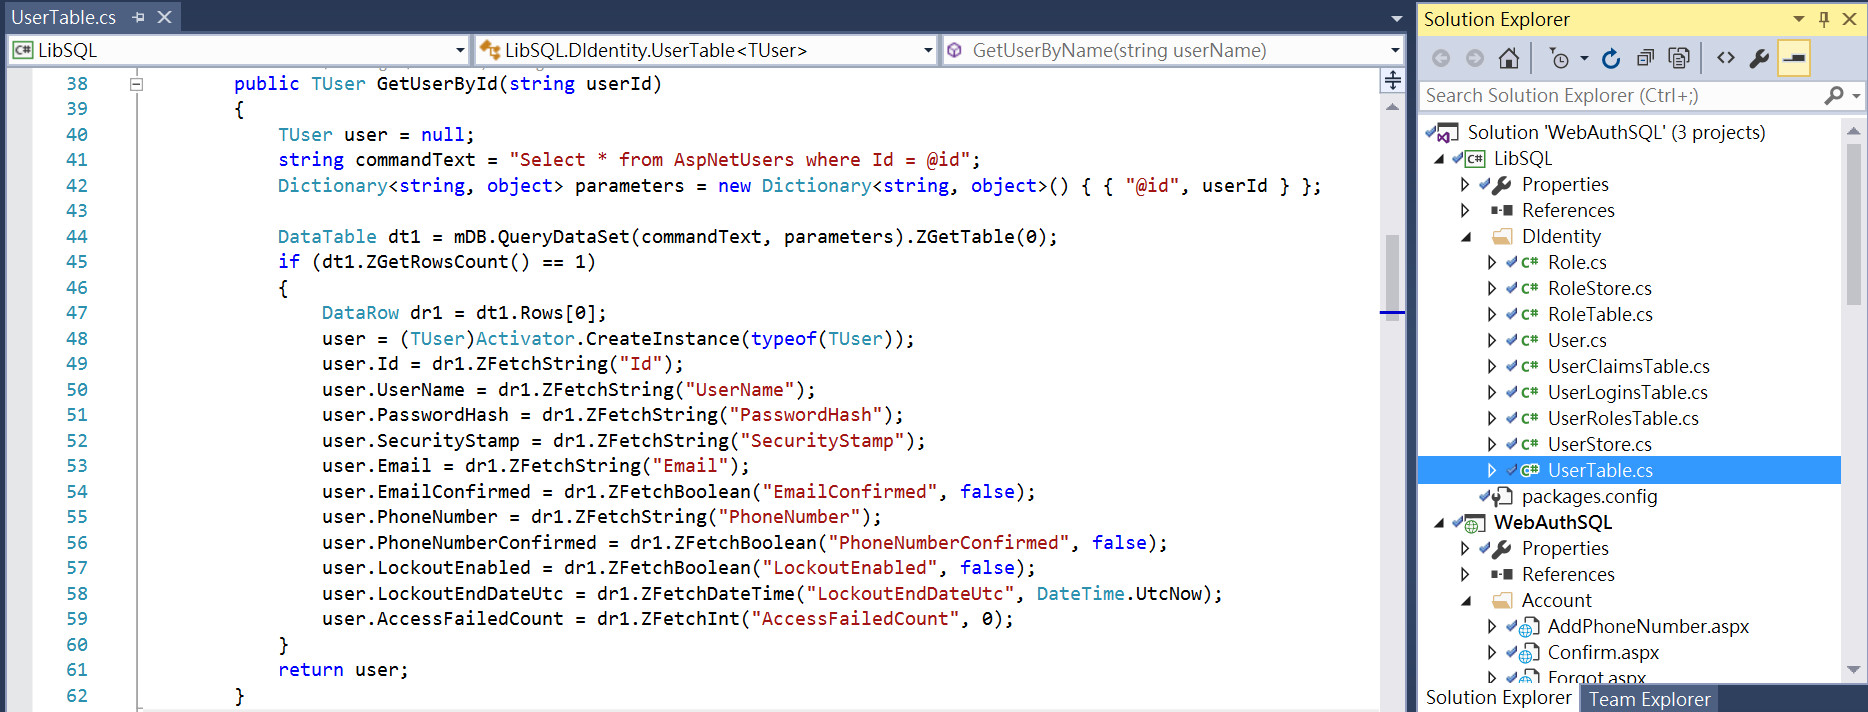 UserTable.cs
LibSQL
LibSQL.DIdentity.UserTable<TUser>
GetUserByName(string userName)
38 public TUser GetUserById(string userId)
39 {
40 TUser user = null;
41 string commandText = "Select * from AspNetUsers where Id = @id";
42 Dictionary<string, object> parameters = new Dictionary<string, object>() { { "@id", userId } };
43
44 DataTable dt1 = mDB.QueryDataSet(commandText, parameters).ZGetTable(0);
45 if (dt1.ZGetRowsCount() == 1)
46 {
47 DataRow dr1 = dt1.Rows[0];
48 user = (TUser)Activator.CreateInstance(typeof(TUser));
49 user.Id = dr1.ZFetchString("Id");
50 user.UserName = dr1.ZFetchString("UserName");
51 user.PasswordHash = dr1.ZFetchString("PasswordHash");
52 user.SecurityStamp = dr1.ZFetchString("SecurityStamp");
53 user.Email = dr1.ZFetchString("Email");
54 user.EmailConfirmed = dr1.ZFetchBoolean("EmailConfirmed", false);
55 user.PhoneNumber = dr1.ZFetchString("PhoneNumber");
56 user.PhoneNumberConfirmed = dr1.ZFetchBoolean("PhoneNumberConfirmed", false);
57 user.LockoutEnabled = dr1.ZFetchBoolean("LockoutEnabled", false);
58 user.LockoutEndDateUtc = dr1.ZFetchDateTime("LockoutEndDateUtc", DateTime.UtcNow);
59 user.AccessFailedCount = dr1.ZFetchInt("AccessFailedCount", 0);
60 }
61 return user;
62 }
Solution Explorer
Search Solution Explorer (Ctrl+;)
Solution 'WebAuthSQL' (3 projects)
C# LibSQL
Properties
References
DIdentity
C# Role.cs
C# RoleStore.cs
C# RoleTable.cs
C# User.cs
C# UserClaimsTable.cs
C# UserLoginsTable.cs
C# UserRolesTable.cs
C# UserStore.cs
C# UserTable.cs
packages.config
WebAuthSQL
Properties
References
Account
AddPhoneNumber.aspx
Confirm.aspx
Forgot.aspx
Solution Explorer
Team Explorer